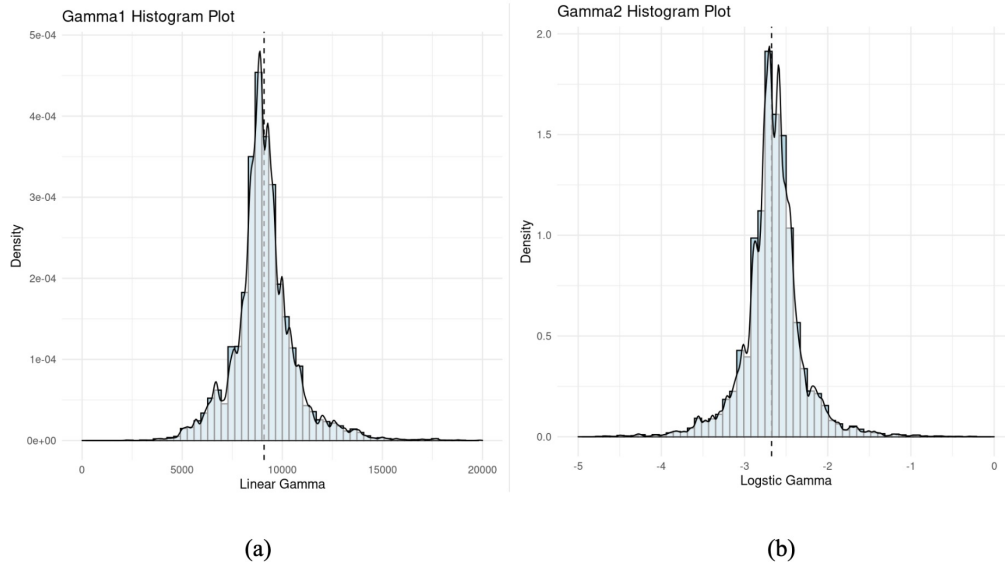 Gamma1 Histogram Plot
5e-04
4e-04
3e-04
2e-04
1e-04
0e+00
Density
0 5000 10000 15000 20000
Linear Gamma
(a)
Gamma2 Histogram Plot
2.0
1.5
1.0
0.5
0.0
Density
-5 -4 -3 -2 -1 0
Logstic Gamma
(b)